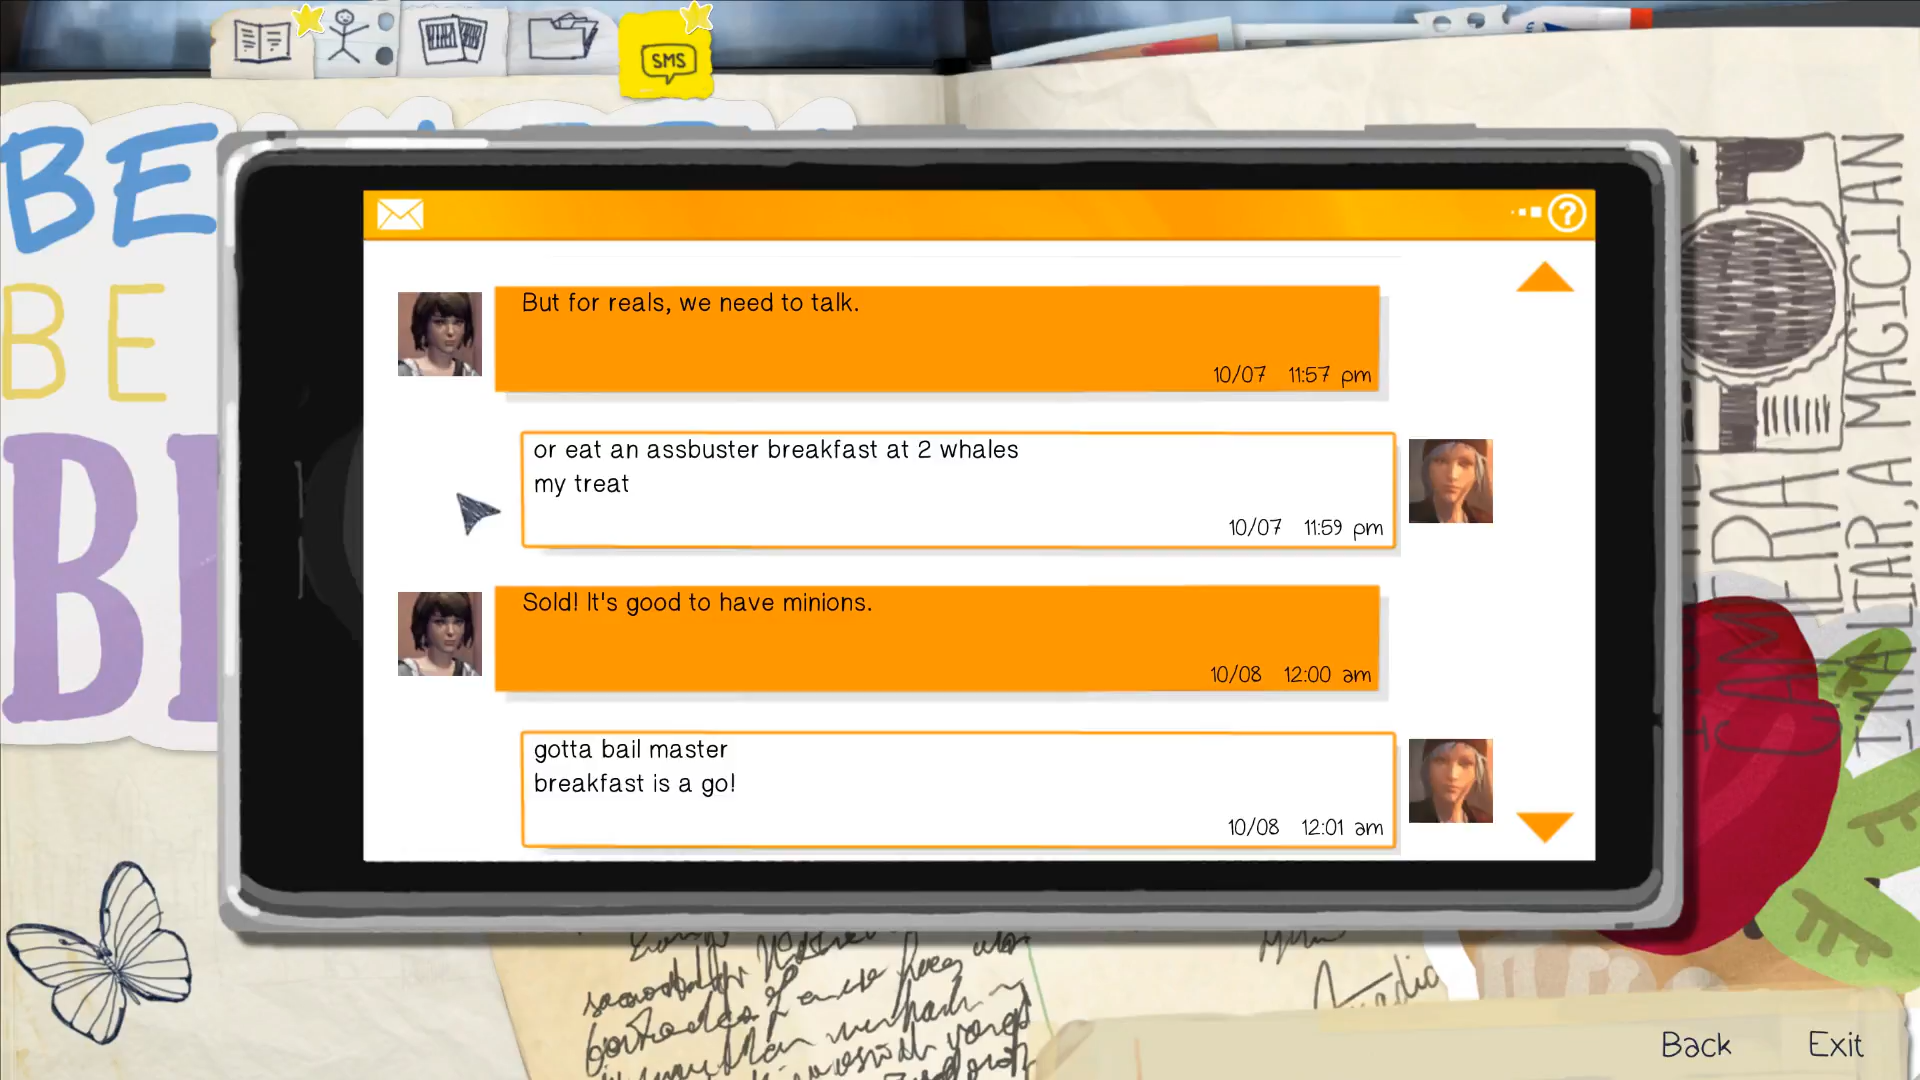 SMS
BE
BE
But for reals, we need to talk.
10/07 11:57 pm
or eat an assbuster breakfast at 2 whales
my treat
10/07 11:59 pm
Sold! It's good to have minions.
10/08 12:00 am
gotta bail master
breakfast is a go!
10/08 12:01 am
CAMERA
I'M A LIAR, A MAGICIAN
Back
Exit